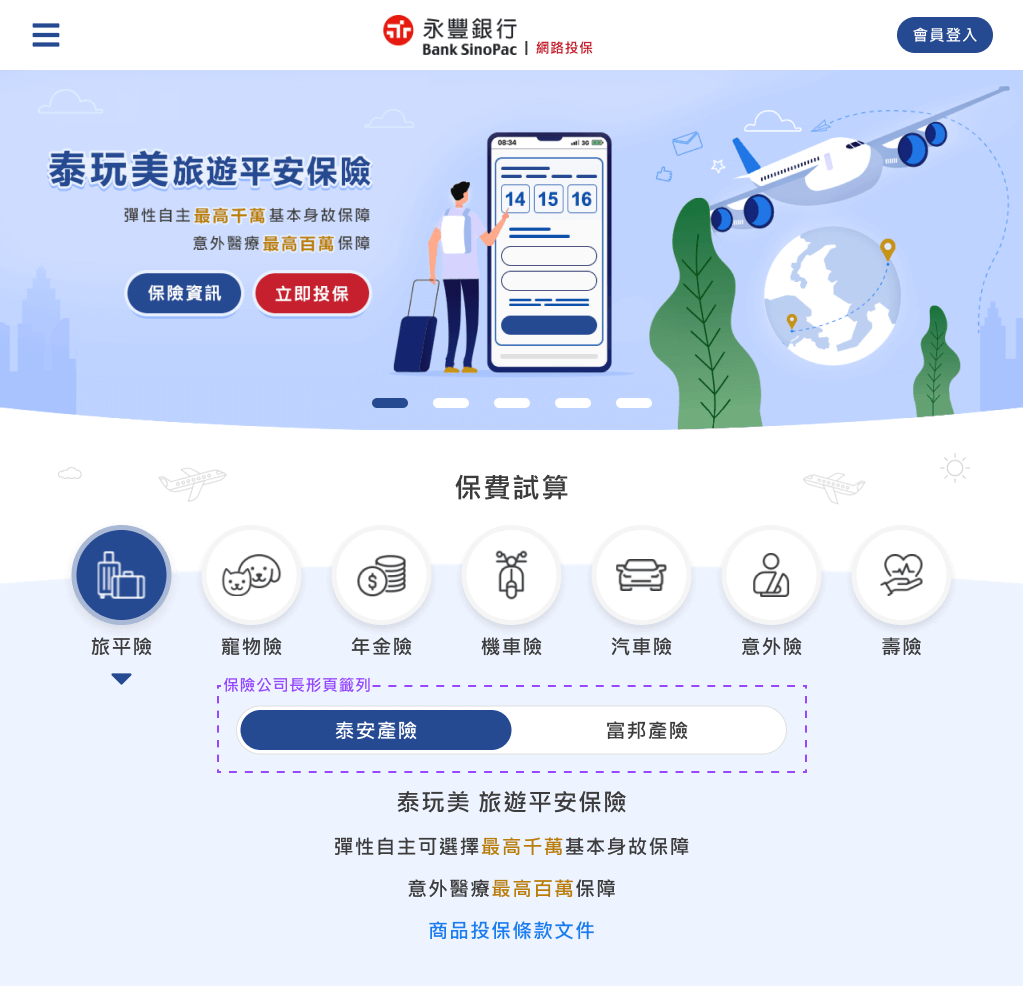 永豐銀行
Bank SinoPac | 網路投保
會員登入
泰玩美旅遊平安保險
彈性自主最高千萬基本身故保障
意外醫療最高百萬保障
保險資訊
立即投保
08:34
30
14 15 16
保費試算
旅平險
寵物險
年金險
機車險
汽車險
意外險
壽險
保險公司長形頁籤列
泰安產險
富邦產險
泰玩美 旅遊平安保險
彈性自主可選擇最高千萬基本身故保障
意外醫療最高百萬保障
商品投保條款文件